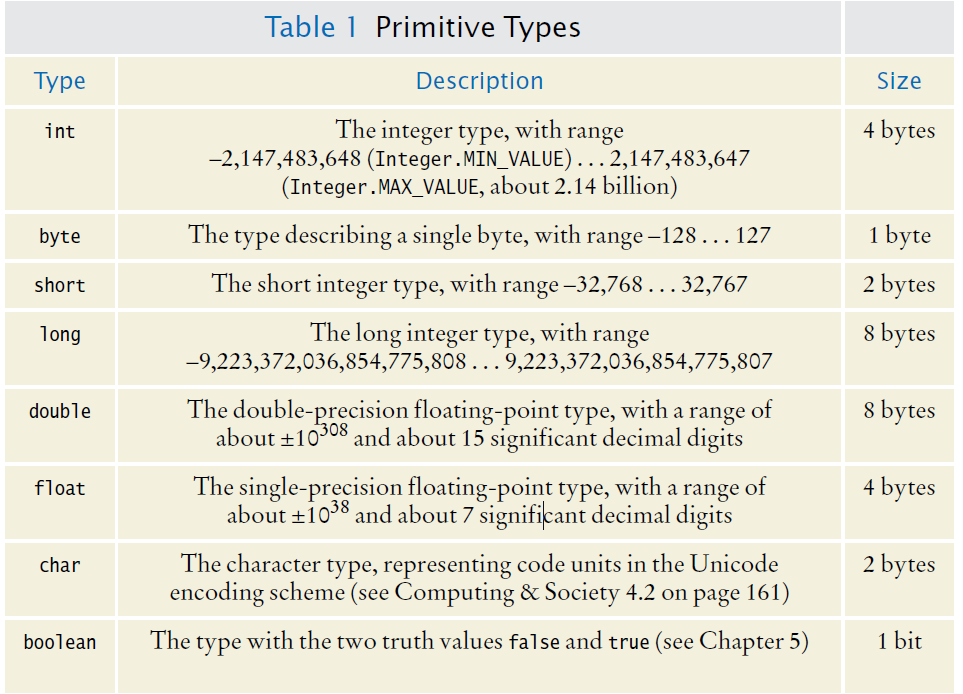 Table 1 Primitive Types
Type Description Size
int The integer type, with range 4 bytes
–2,147,483,648 (Integer.MIN_VALUE) . . . 2,147,483,647
(Integer.MAX_VALUE, about 2.14 billion)
byte The type describing a single byte, with range –128 . . . 127 1 byte
short The short integer type, with range –32,768 . . . 32,767 2 bytes
long The long integer type, with range 8 bytes
–9,223,372,036,854,775,808 . . . 9,223,372,036,854,775,807
double The double-precision floating-point type, with a range of 8 bytes
about ±10³⁰⁸ and about 15 significant decimal digits
float The single-precision floating-point type, with a range of 4 bytes
about ±10³⁸ and about 7 significant decimal digits
char The character type, representing code units in the Unicode 2 bytes
encoding scheme (see Computing & Society 4.2 on page 161)
boolean The type with the two truth values false and true (see Chapter 5) 1 bit